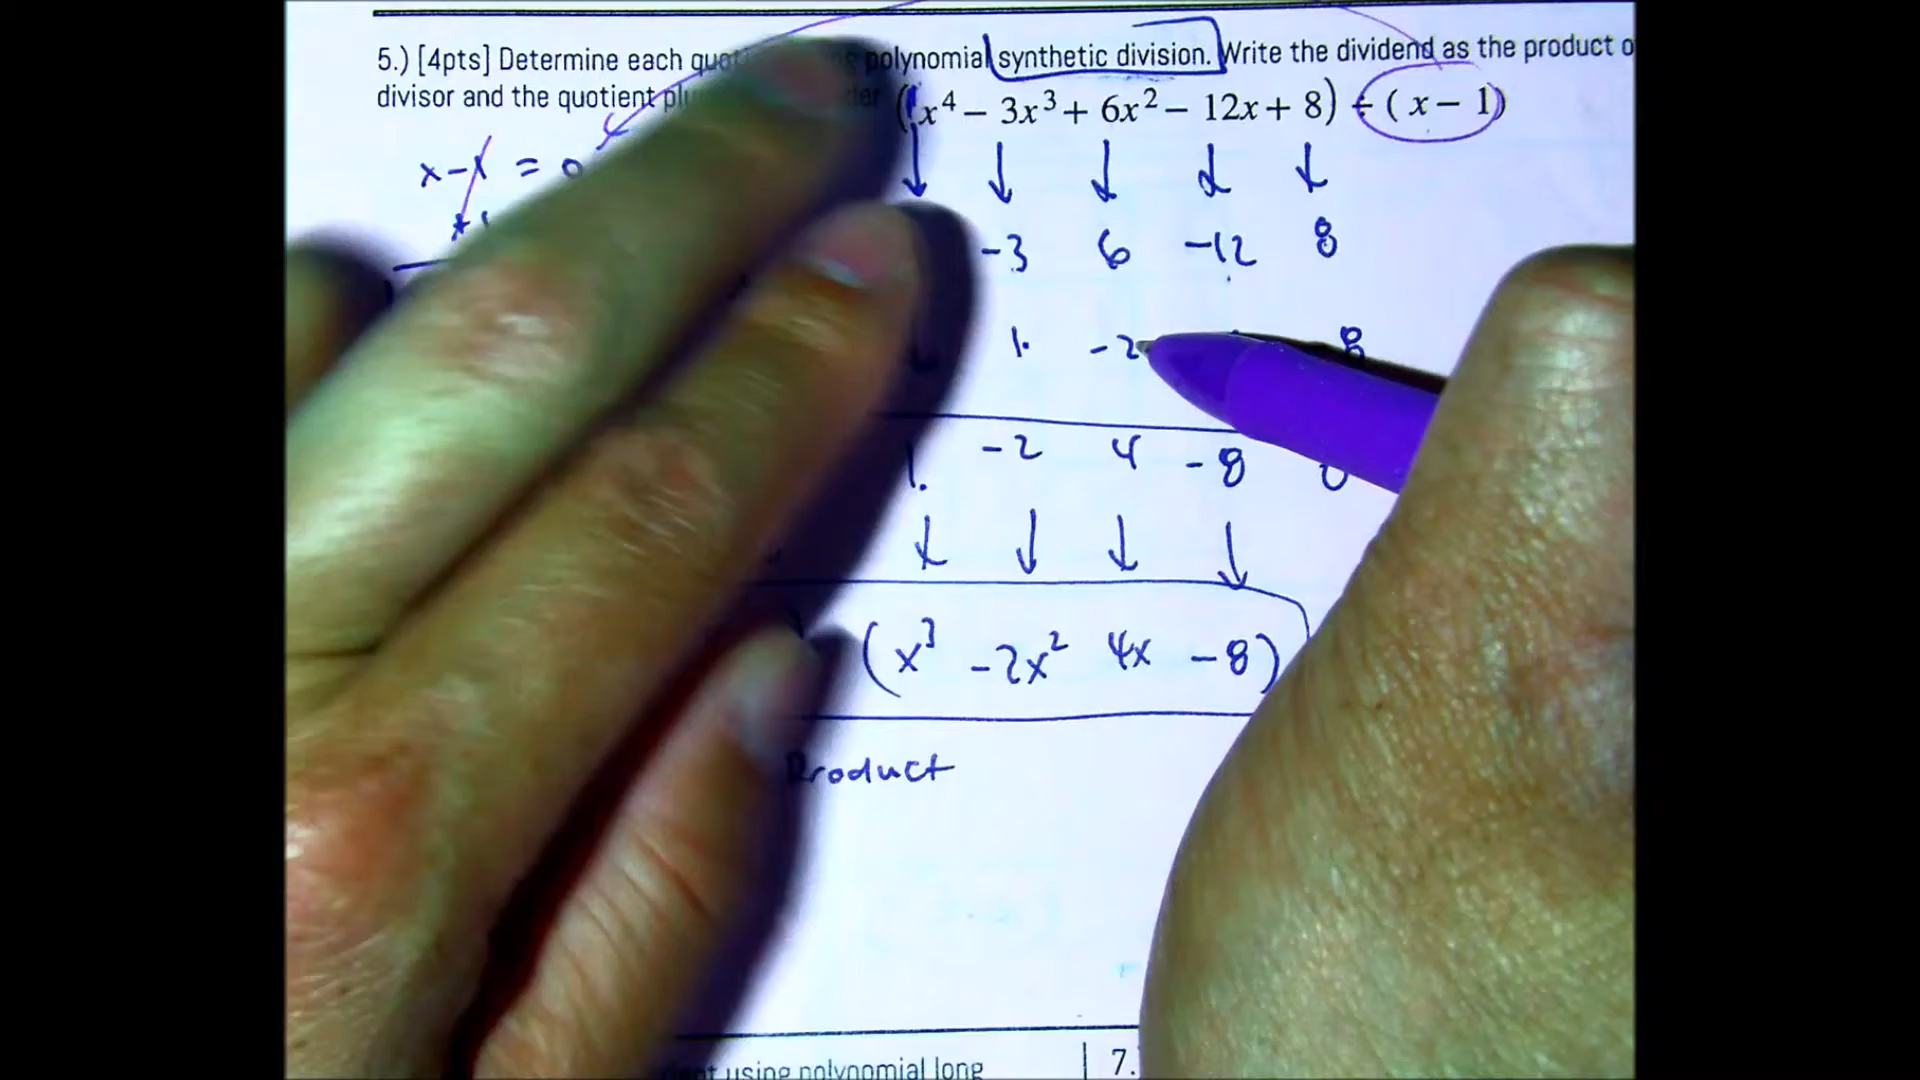 5.) [4pts] Determine each polynomial synthetic division. Write the dividend as the product
divisor and the quotient (x⁴ − 3x³ + 6x² − 12x + 8) ÷ (x − 1)
x-1 = 0
-3 6 -12 8
1. -2 8
1. -2 4 -8 0
(x³ -2x² 4x -8)
Product
using polynomial long 7.